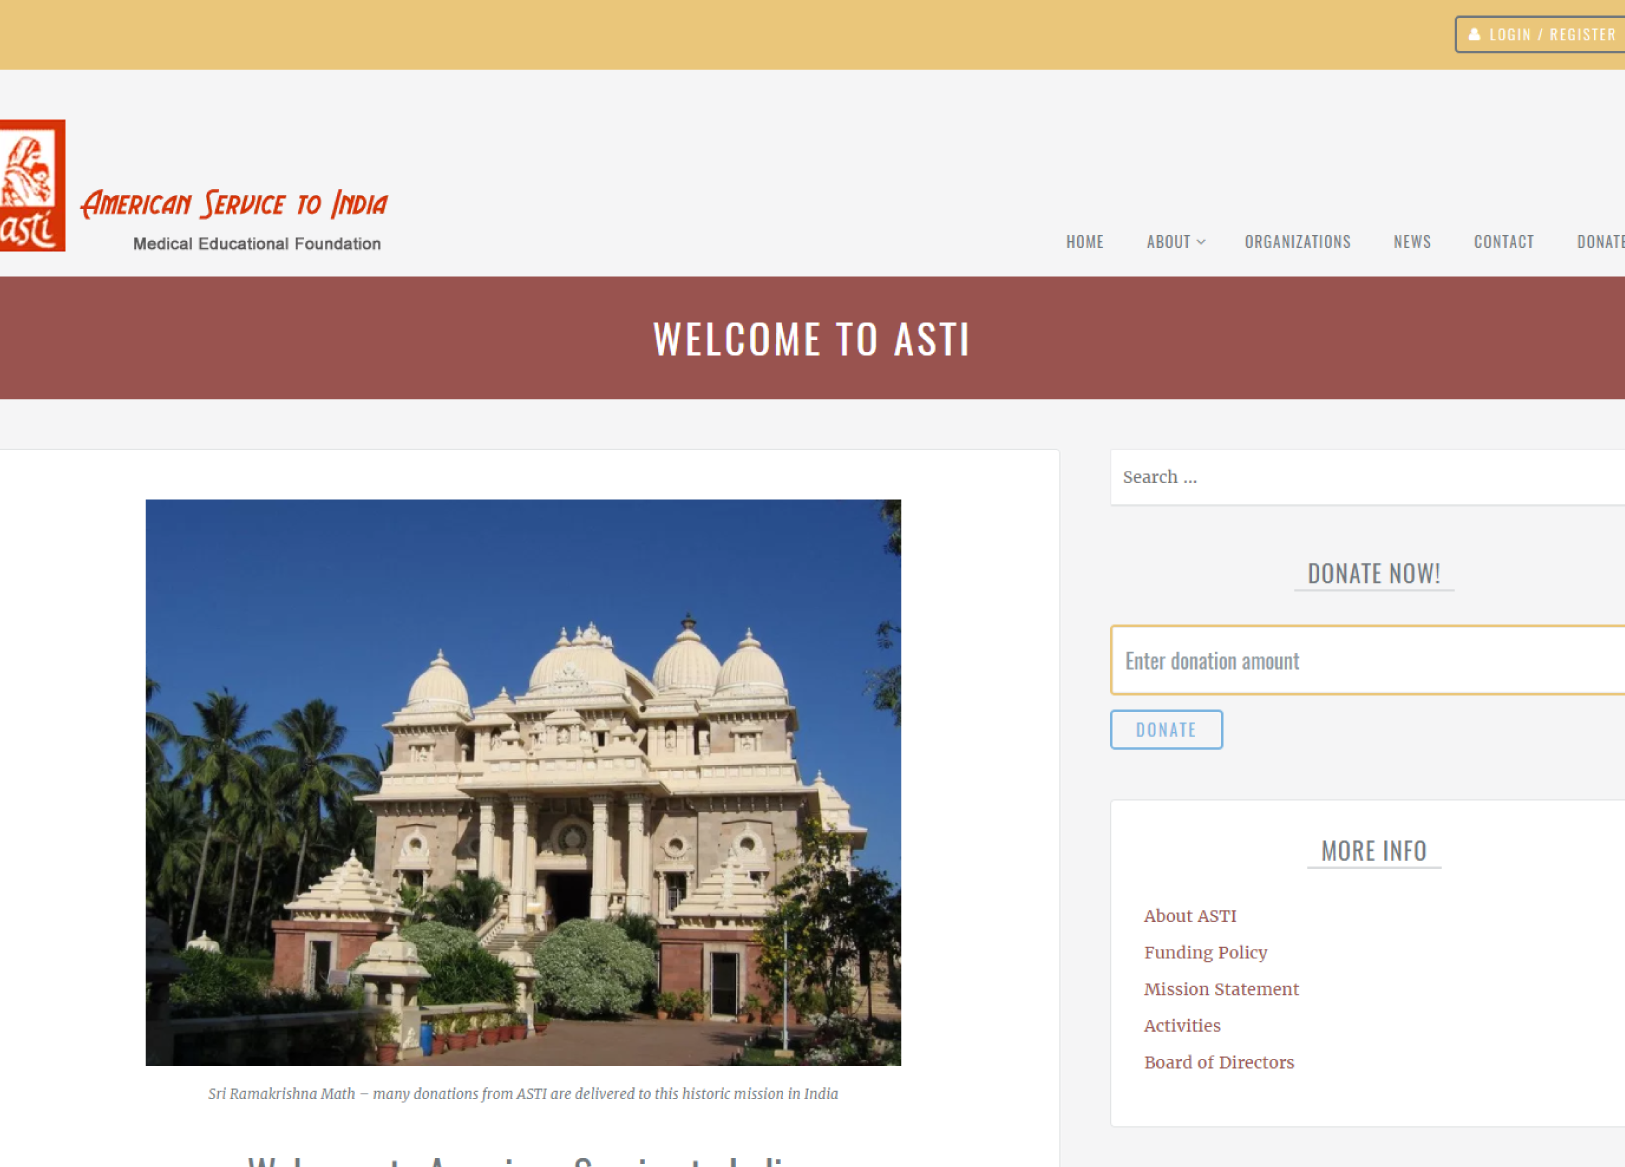 LOGIN / REGISTER
asti
AMERICAN SERVICE TO INDIA
Medical Educational Foundation
HOME ABOUT ORGANIZATIONS NEWS CONTACT DONATE
WELCOME TO ASTI
Search ...
DONATE NOW!
Enter donation amount
DONATE
MORE INFO
About ASTI
Funding Policy
Mission Statement
Activities
Board of Directors
Sri Ramakrishna Math – many donations from ASTI are delivered to this historic mission in India